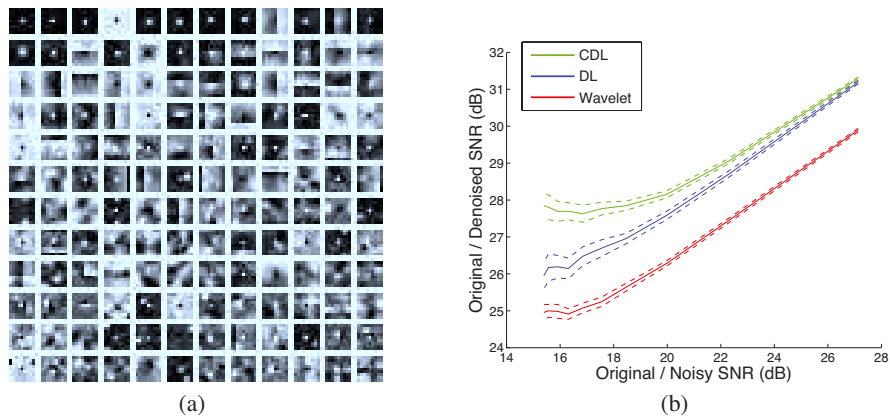 32
31
30
29
28
27
26
25
24
Original / Denoised SNR (dB)
CDL
DL
Wavelet
14 16 18 20 22 24 26 28
Original / Noisy SNR (dB)
(a)
(b)